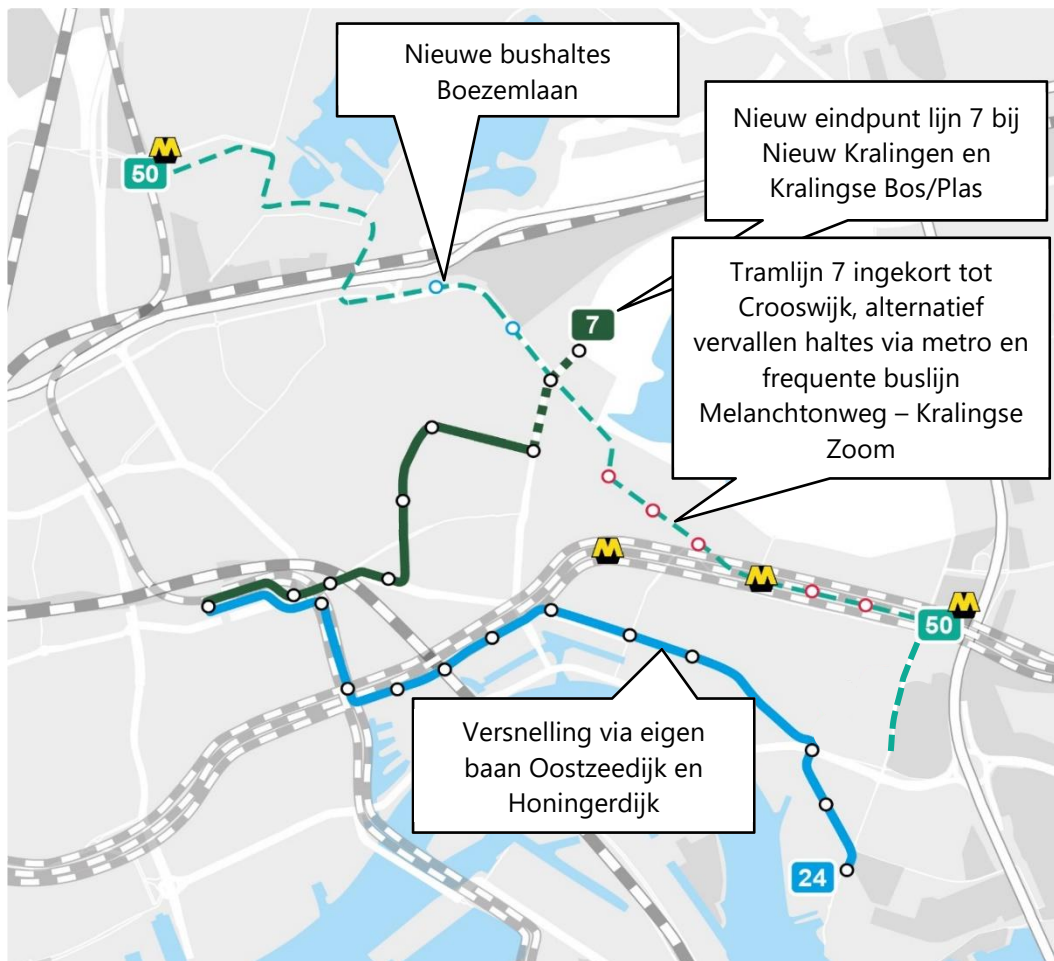 Nieuwe bushaltes
Boezemlaan
Nieuw eindpunt lijn 7 bij
Nieuw Kralingen en
Kralingse Bos/Plas
M
50
Tramlijn 7 ingekort tot
Crooswijk, alternatief
vervallen haltes via metro en
frequente buslijn
Melanchtonweg – Kralingse
Zoom
7
M
M
M
50
Versnelling via eigen
baan Oostzeedijk en
Honingerdijk
24